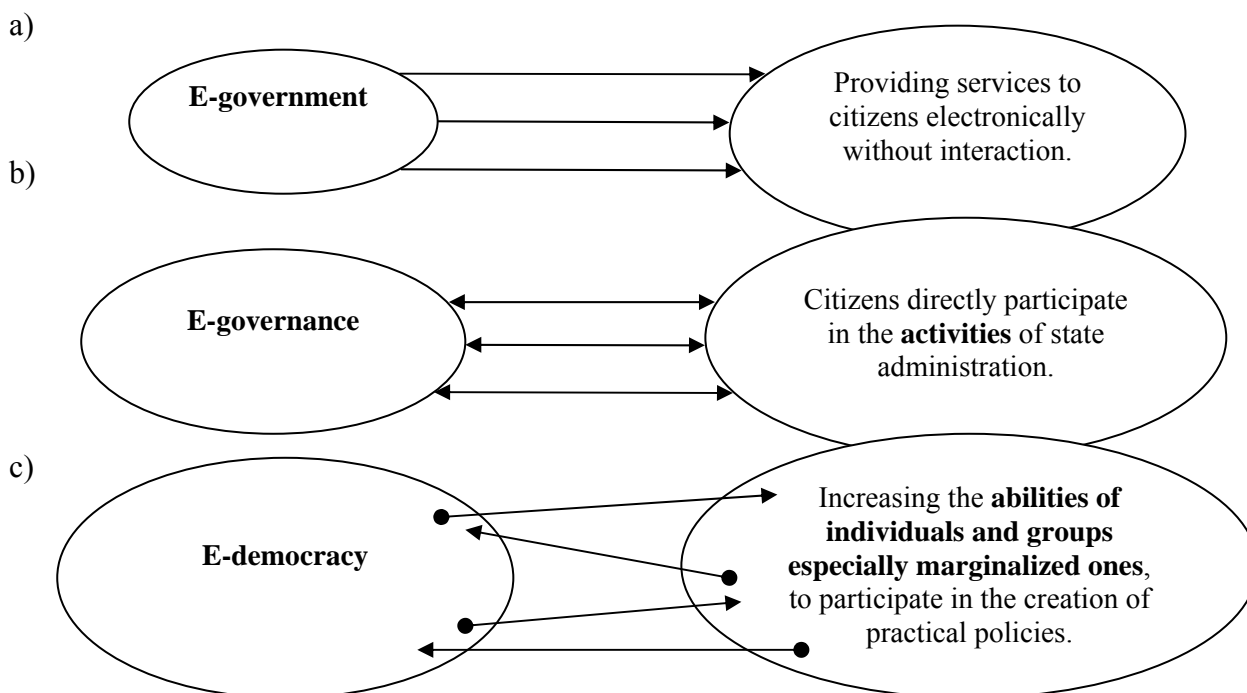 a)
E-government
Providing services to
citizens electronically
without interaction.
b)
E-governance
Citizens directly participate
in the activities of state
administration.
c)
E-democracy
Increasing the abilities of
individuals and groups
especially marginalized ones,
to participate in the creation of
practical policies.